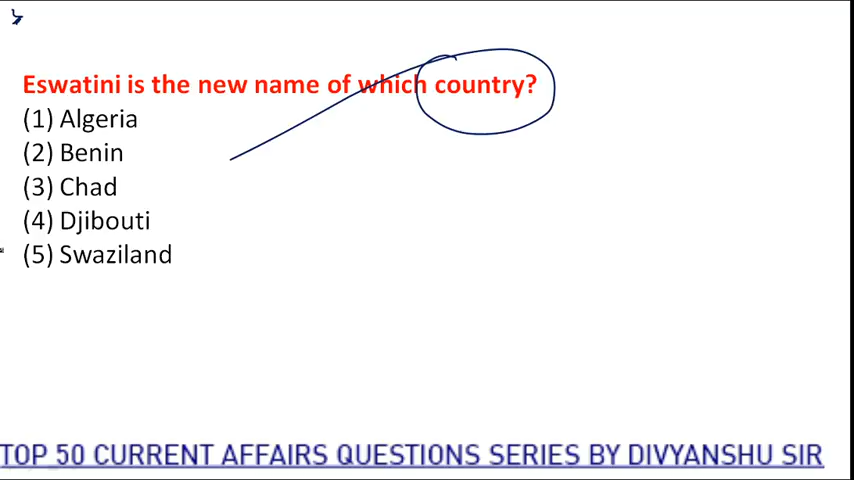 Eswatini is the new name of which country?
(1) Algeria
(2) Benin
(3) Chad
(4) Djibouti
(5) Swaziland
TOP 50 CURRENT AFFAIRS QUESTIONS SERIES BY DIVYANSHU SIR